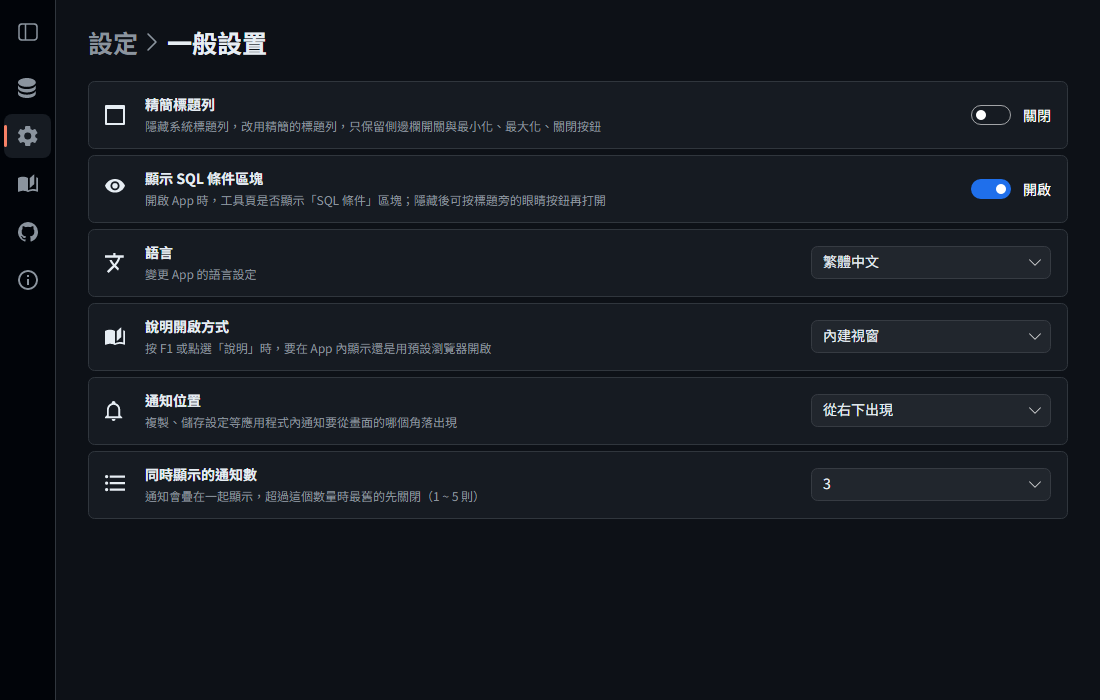 設定 > 一般設置
精簡標題列
隱藏系統標題列，改用精簡的標題列，只保留側邊欄開關與最小化、最大化、關閉按鈕
關閉
顯示 SQL 條件區塊
開啟 App 時，工具頁是否顯示「SQL 條件」區塊；隱藏後可按標題旁的眼睛按鈕再打開
開啟
語言
變更 App 的語言設定
繁體中文
說明開啟方式
按 F1 或點選「說明」時，要在 App 內顯示還是用預設瀏覽器開啟
內建視窗
通知位置
複製、儲存設定等應用程式內通知要從畫面的哪個角落出現
從右下出現
同時顯示的通知數
通知會疊在一起顯示，超過這個數量時最舊的先關閉（1 ~ 5 則）
3